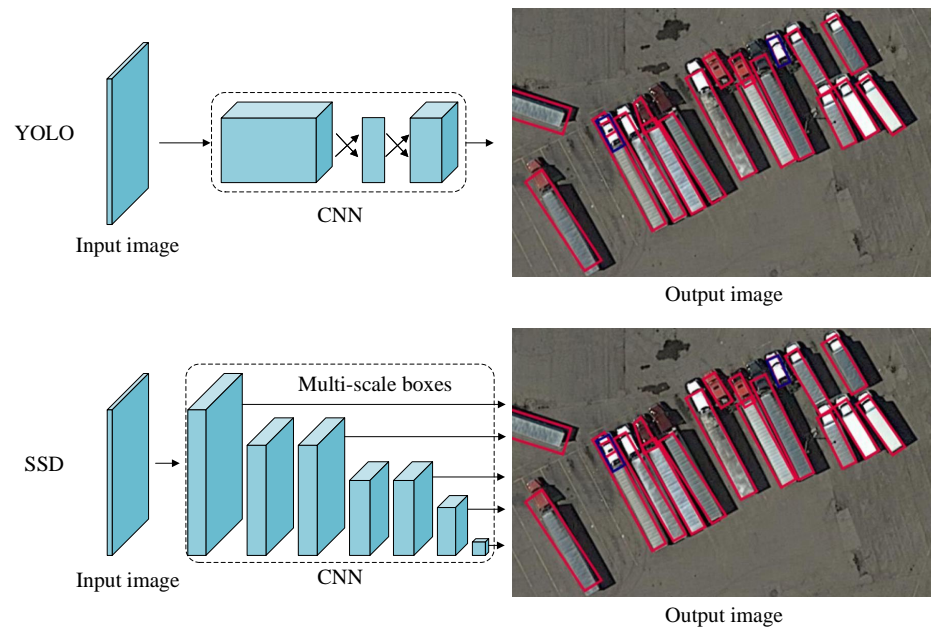 YOLO
CNN
Input image
Output image
Multi-scale boxes
SSD
CNN
Input image
Output image